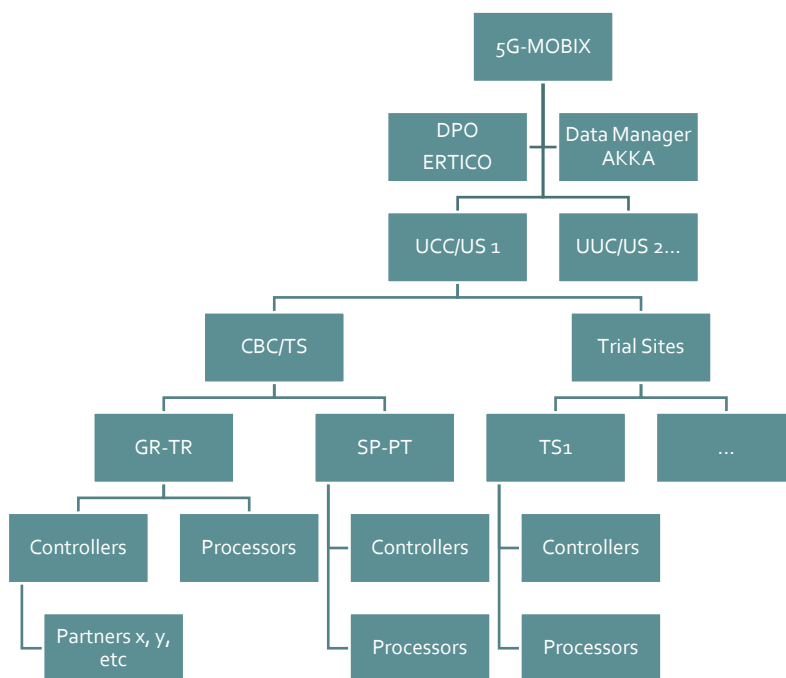 5G-MOBIX
DPO
ERTICO
Data Manager
AKKA
UCC/US 1
UUC/US 2...
CBC/TS
Trial Sites
GR-TR
SP-PT
TS1
...
Controllers
Processors
Controllers
Controllers
Partners x, y,
etc
Processors
Processors